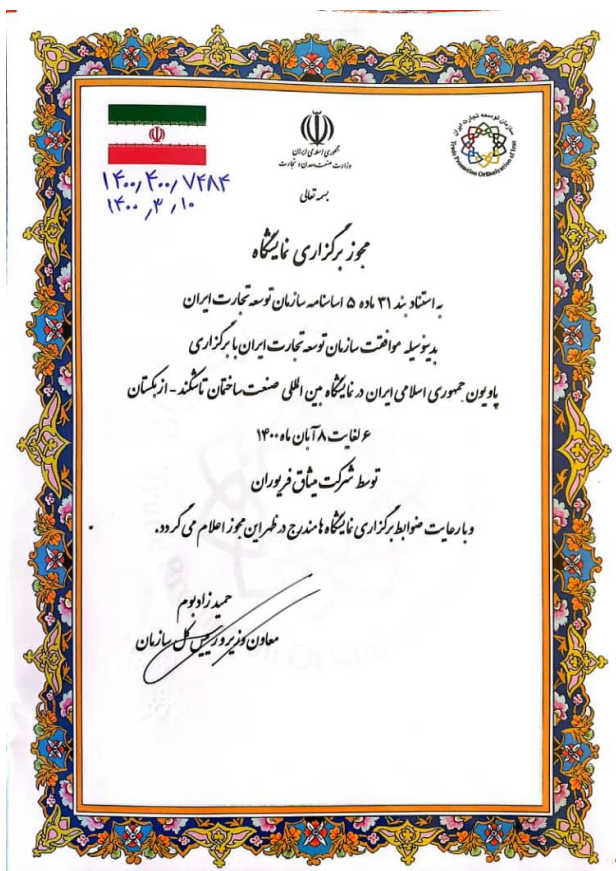 سازمان توسعه تجارت ایران
Trade Promotion Organization of Iran
جمهوری اسلامی ایران
وزارت صنعت، معدن و تجارت
۱۴۰۰٫۴۰۰٫۷۴۸۴
۱۴۰۰٫۳٫۱۰
بسمه تعالی
مجوز برگزاری نمایشگاه
به استناد بند ۳۱ ماده ۵ اساسنامه سازمان توسعه تجارت ایران
بدینوسیله موافقت سازمان توسعه تجارت ایران با برگزاری
پاویون جمهوری اسلامی ایران در نمایشگاه بین المللی صنعت ساختمان تاشکند - ازبکستان
۶ لغایت ۸ آبان ماه ۱۴۰۰
توسط شرکت میثاق فرپوران
و با رعایت ضوابط برگزاری نمایشگاه ها مندرج در ظهر این مجوز اعلام می گردد.
حمید زادبوم
معاون وزیر و رییس کل سازمان